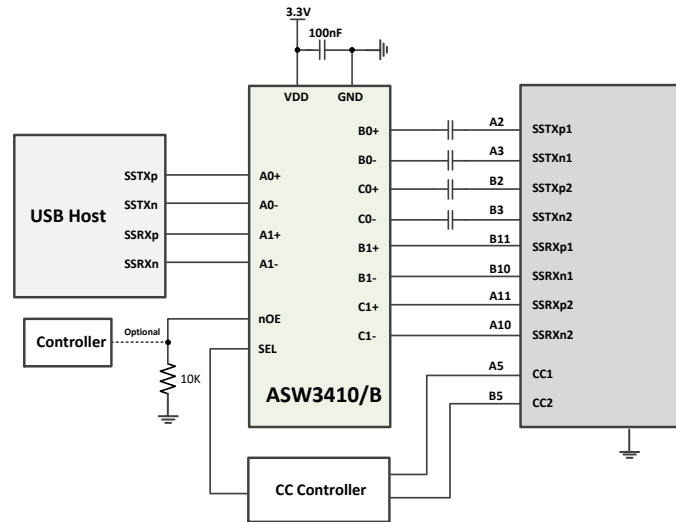 3.3V
100nF
VDD
GND
USB Host
SSTXp
SSTXn
SSRXp
SSRXn
A0+
A0-
A1+
A1-
nOE
SEL
B0+
B0-
C0+
C0-
B1+
B1-
C1+
C1-
ASW3410/B
A2
A3
B2
B3
B11
B10
A11
A10
A5
B5
SSTXp1
SSTXn1
SSTXp2
SSTXn2
SSRXp1
SSRXn1
SSRXp2
SSRXn2
CC1
CC2
Controller
Optional
10K
CC Controller